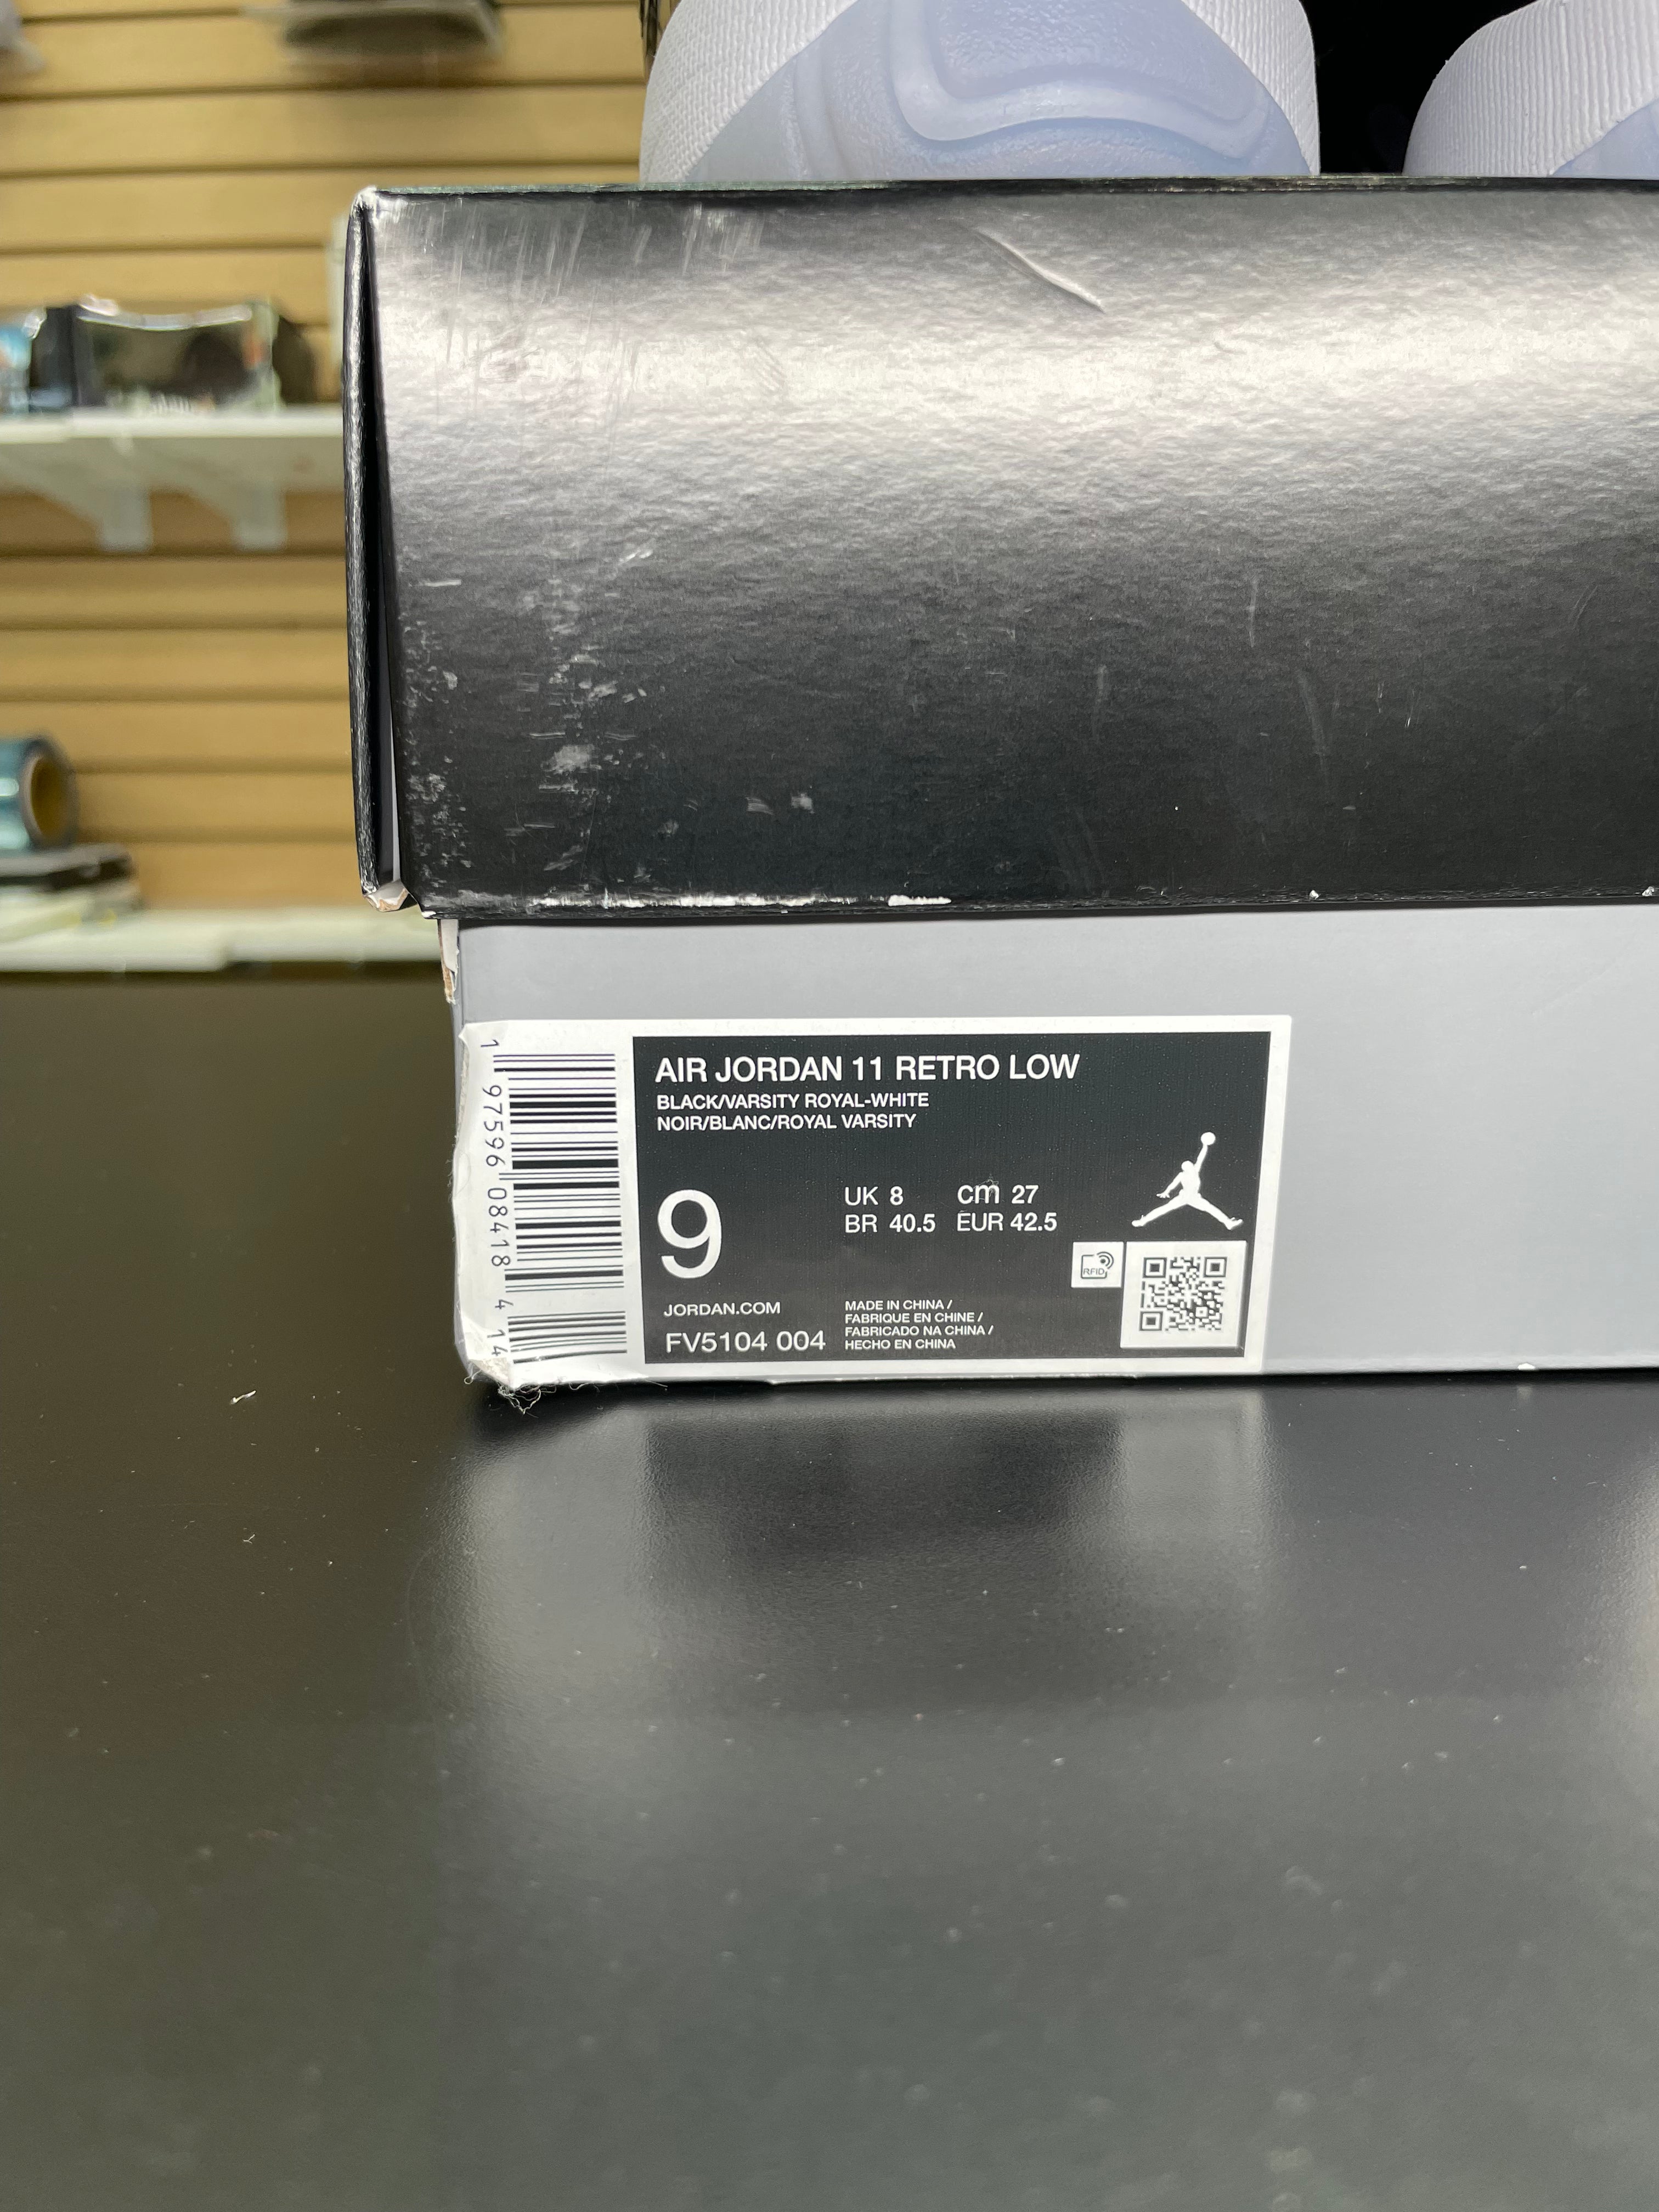 AIR JORDAN 11 RETRO LOW
BLACK/VARSITY ROYAL-WHITE
NOIR/BLANC/ROYAL VARSITY
9
UK 8 cm 27
BR 40.5 EUR 42.5
RFID
JORDAN.COM
FV5104 004
MADE IN CHINA /
FABRIQUE EN CHINE /
FABRICADO NA CHINA /
HECHO EN CHINA
1 97596 08418 4 14